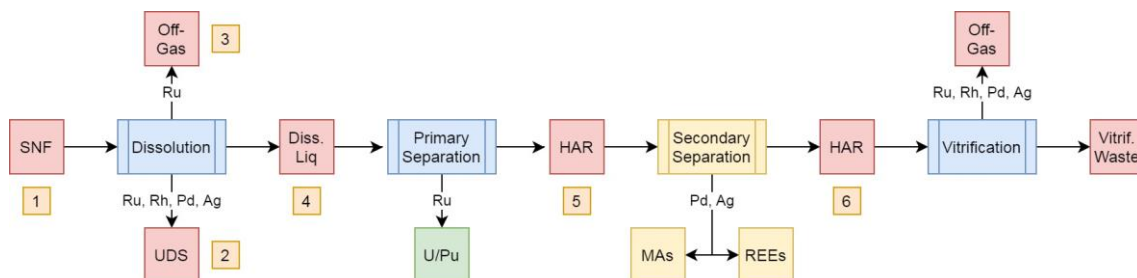 Off-
Gas
3
Off-
Gas
Ru
Ru, Rh, Pd, Ag
SNF
Dissolution
Diss.
Liq
Primary
Separation
HAR
Secondary
Separation
HAR
Vitrification
Vitrif.
Waste
1
Ru, Rh, Pd, Ag
4
Ru
5
Pd, Ag
6
UDS
2
U/Pu
MAs
REEs